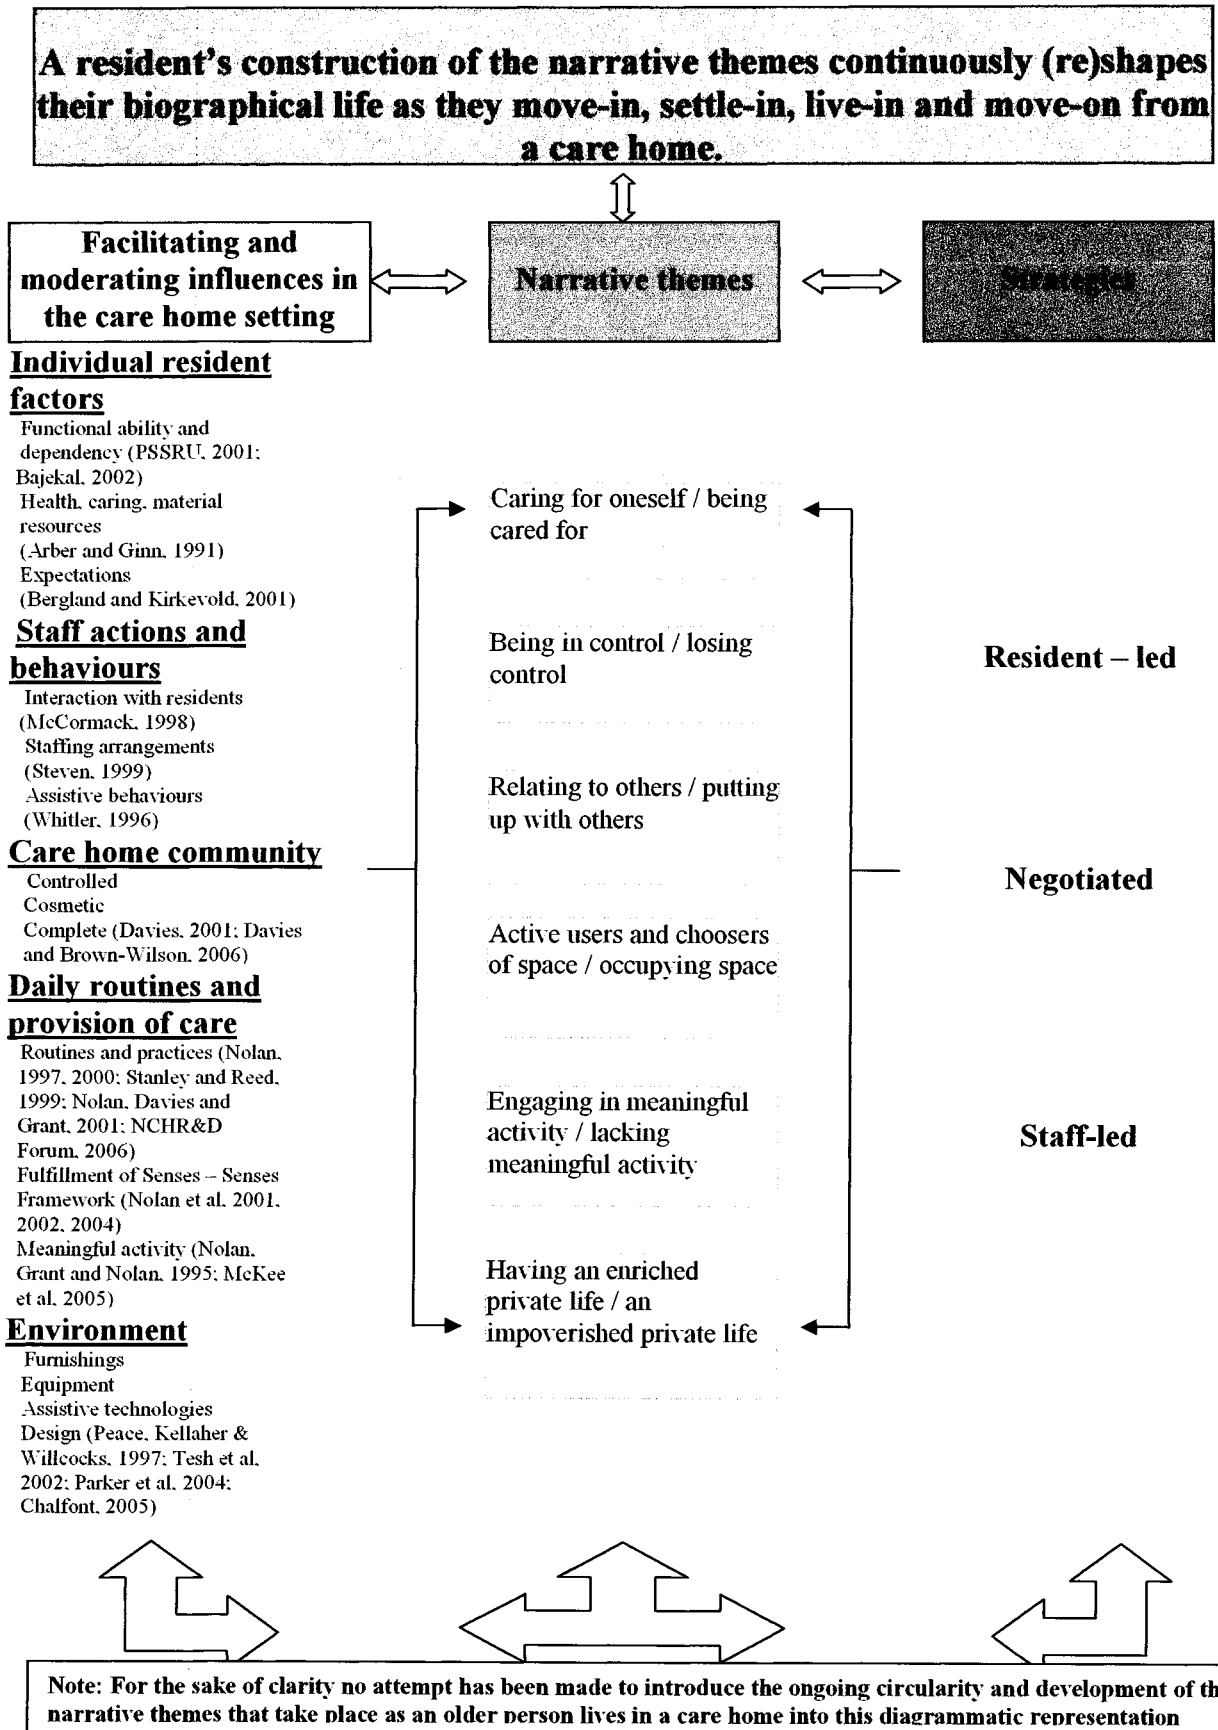 A resident's construction of the narrative themes continuously (re)shapes
their biographical life as they move-in, settle-in, live-in and move-on from
a care home.
Facilitating and
moderating influences in
the care home setting
Narrative themes
Strategies
Individual resident
factors
Functional ability and
dependency (PSSRU, 2001;
Bajekal, 2002)
Health, caring, material
resources
(Arber and Ginn, 1991)
Expectations
(Bergland and Kirkevold, 2001)
Staff actions and
behaviours
Interaction with residents
(McCormack, 1998)
Staffing arrangements
(Steven, 1999)
Assistive behaviours
(Whitler, 1996)
Care home community
Controlled
Cosmetic
Complete (Davies, 2001; Davies
and Brown-Wilson, 2006)
Daily routines and
provision of care
Routines and practices (Nolan,
1997, 2000; Stanley and Reed,
1999; Nolan, Davies and
Grant, 2001; NCHR&D
Forum, 2006)
Fulfillment of Senses – Senses
Framework (Nolan et al, 2001,
2002, 2004)
Meaningful activity (Nolan,
Grant and Nolan, 1995; McKee
et al, 2005)
Environment
Furnishings
Equipment
Assistive technologies
Design (Peace, Kellaher &
Willcocks, 1997; Tesh et al,
2002; Parker et al, 2004;
Chalfont, 2005)
Caring for oneself / being
cared for
Being in control / losing
control
Relating to others / putting
up with others
Active users and choosers
of space / occupying space
Engaging in meaningful
activity / lacking
meaningful activity
Having an enriched
private life / an
impoverished private life
Resident – led
Negotiated
Staff-led
Note: For the sake of clarity no attempt has been made to introduce the ongoing circularity and development of th
narrative themes that take place as an older person lives in a care home into this diagrammatic representation